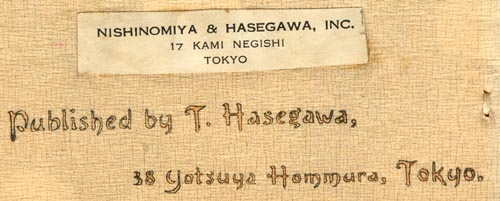 NISHINOMIYA & HASEGAWA, INC.
17 KAMI NEGISHI
TOKYO
Published by T. Hasegawa,
38 Yotsuya Hommura, Tokyo.